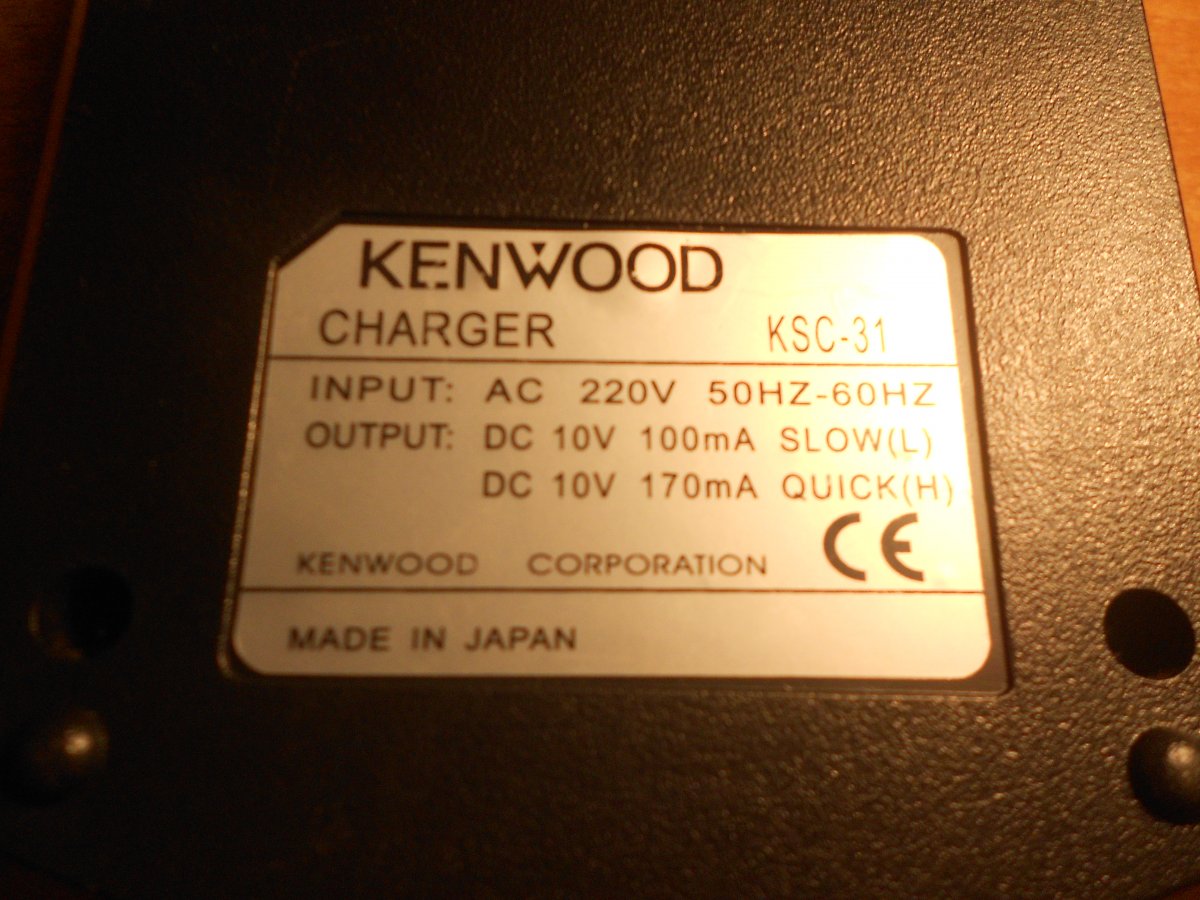 KENWOOD
CHARGER KSC-31
INPUT: AC 220V 50HZ-60HZ
OUTPUT: DC 10V 100mA SLOW(L)
DC 10V 170mA QUICK(H)
KENWOOD CORPORATION CE
MADE IN JAPAN